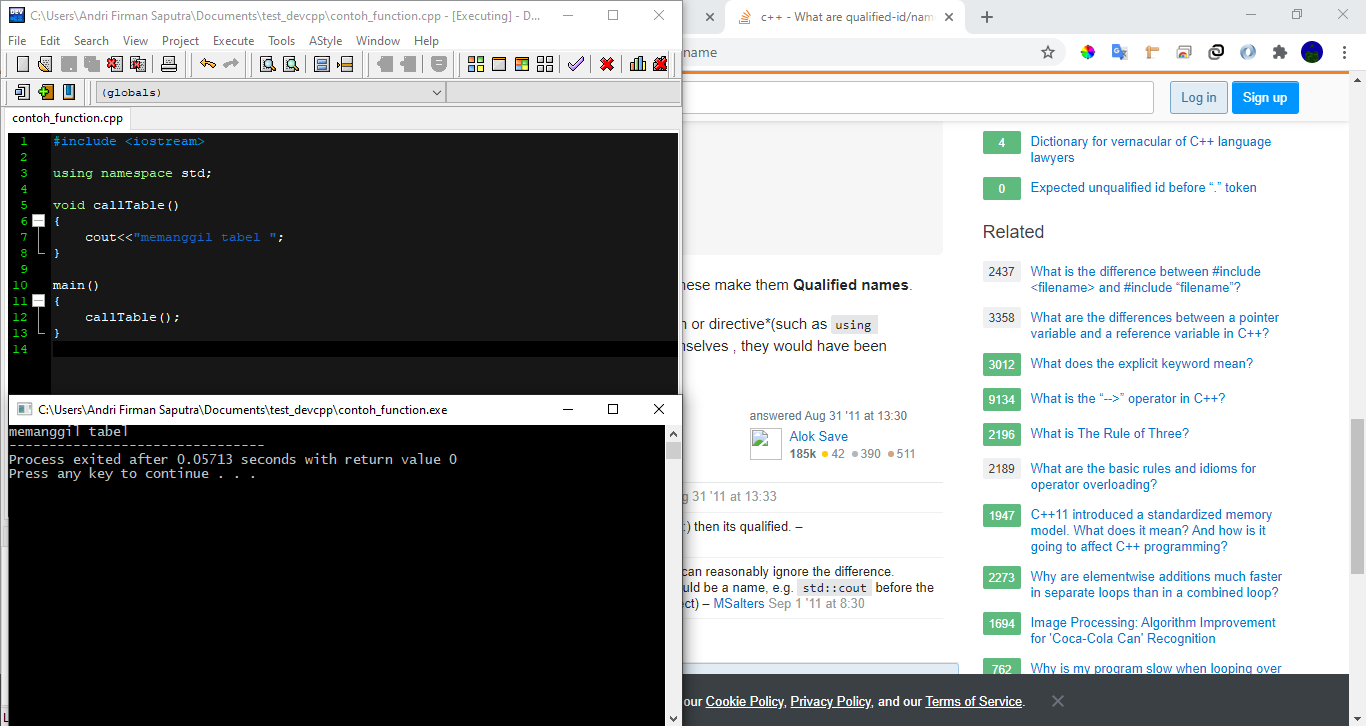 C:\Users\Andri Firman Saputra\Documents\test_devcpp\contoh_function.cpp - [Executing] - D...
File Edit Search View Project Execute Tools AStyle Window Help
(globals)
contoh_function.cpp
1 #include <iostream>
2
3 using namespace std;
4
5 void callTable()
6 {
7 cout<<"memanggil tabel ";
8 }
9
10 main()
11 {
12 callTable();
13 }
14
C:\Users\Andri Firman Saputra\Documents\test_devcpp\contoh_function.exe
memanggil tabel
--------------------------------
Process exited after 0.05713 seconds with return value 0
Press any key to continue . . .
c++ - What are qualified-id/nam
name
Log in
Sign up
hese make them Qualified names.
or directive*(such as using
nselves , they would have been
answered Aug 31 '11 at 13:30
Alok Save
185k 42 390 511
31 '11 at 13:33
:) then its qualified. –
can reasonably ignore the difference.
uld be a name, e.g. std::cout before the
ect) – MSalters Sep 1 '11 at 8:30
4 Dictionary for vernacular of C++ language
lawyers
0 Expected unqualified id before “.” token
Related
2437 What is the difference between #include
<filename> and #include “filename”?
3358 What are the differences between a pointer
variable and a reference variable in C++?
3012 What does the explicit keyword mean?
9134 What is the “-->” operator in C++?
2196 What is The Rule of Three?
2189 What are the basic rules and idioms for
operator overloading?
1947 C++11 introduced a standardized memory
model. What does it mean? And how is it
going to affect C++ programming?
2273 Why are elementwise additions much faster
in separate loops than in a combined loop?
1694 Image Processing: Algorithm Improvement
for 'Coca-Cola Can' Recognition
762 Why is my program slow when looping over
our Cookie Policy, Privacy Policy, and our Terms of Service.